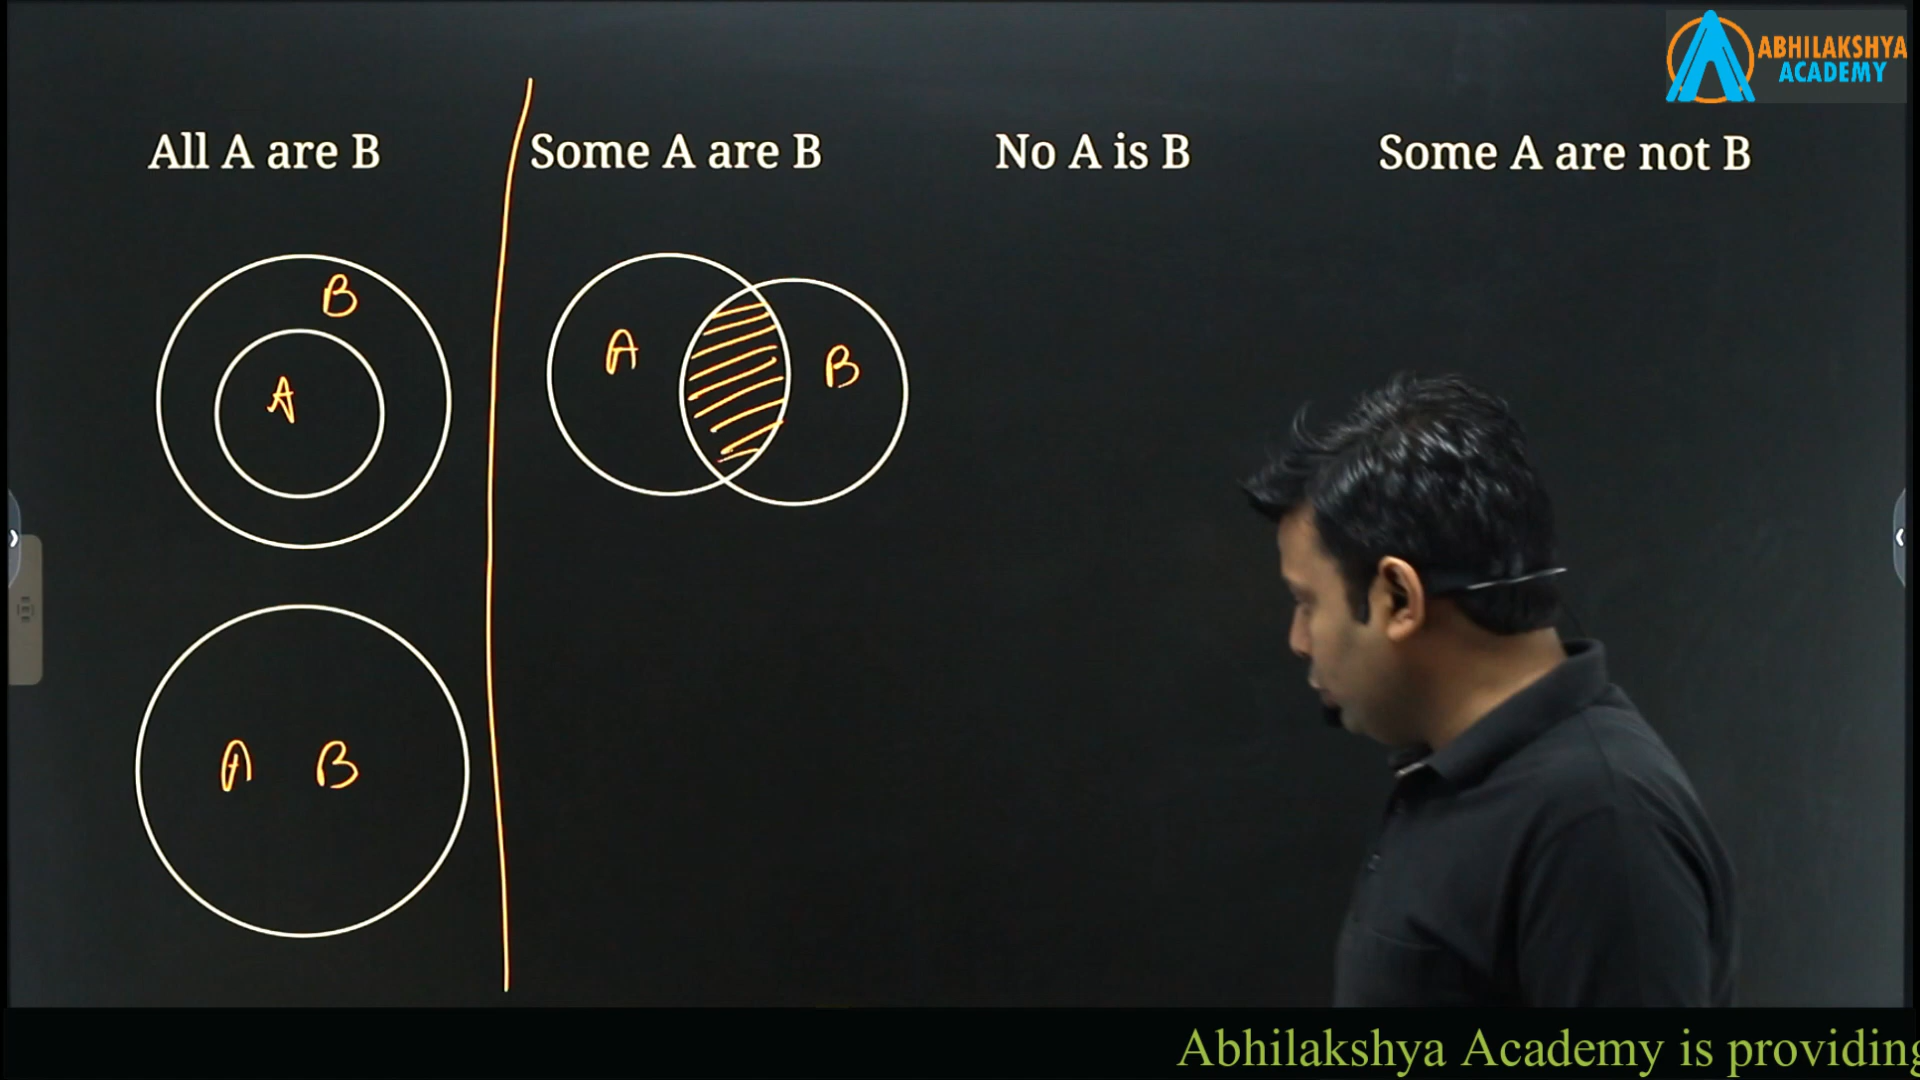 ABHILAKSHYA
ACADEMY
All A are B
Some A are B
No A is B
Some A are not B
B
A
A
B
A B
Abhilakshya Academy is providing